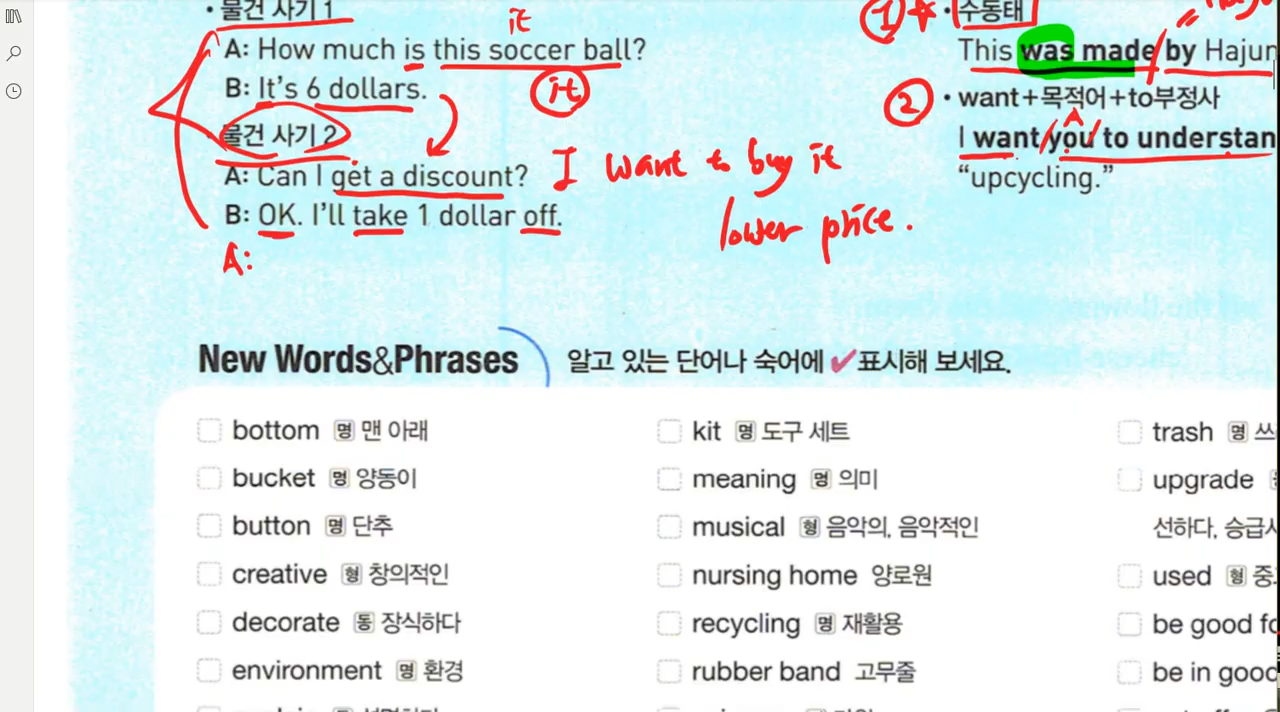 • 물건 사기 1
it
A: How much is this soccer ball?
B: It's 6 dollars.
it
물건 사기 2
A: Can I get a discount?
B: OK. I'll take 1 dollar off.
A:
I want to buy it
lower price.
1 ★ • 수동태
This was made by Hajun
2 • want+목적어+to부정사
A
I want you to understan
“upcycling.”
New Words&Phrases 알고 있는 단어나 숙어에 ✔표시해 보세요.
bottom 명 맨 아래
bucket 명 양동이
button 명 단추
creative 형 창의적인
decorate 동 장식하다
environment 명 환경
kit 명 도구 세트
meaning 명 의미
musical 형 음악의, 음악적인
nursing home 양로원
recycling 명 재활용
rubber band 고무줄
trash 명
upgrade
선하다, 승급시
used 형 중
be good fo
be in good